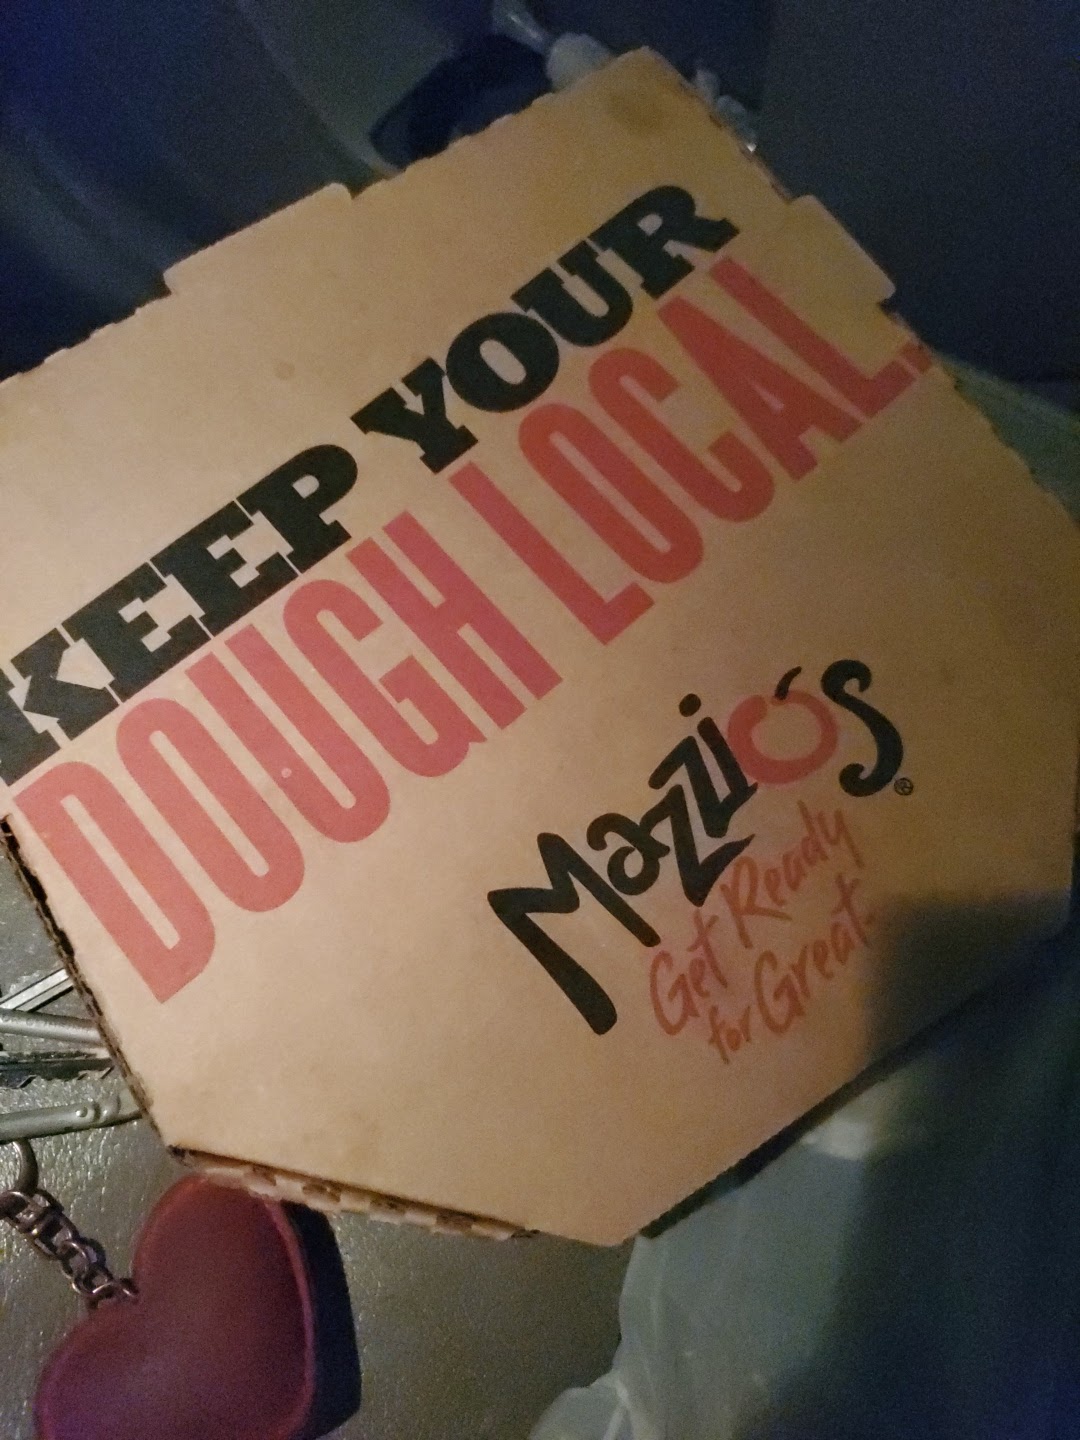 KEEP YOUR
DOUGH LOCAL.
Mazzio's®
Get Ready
for Great.